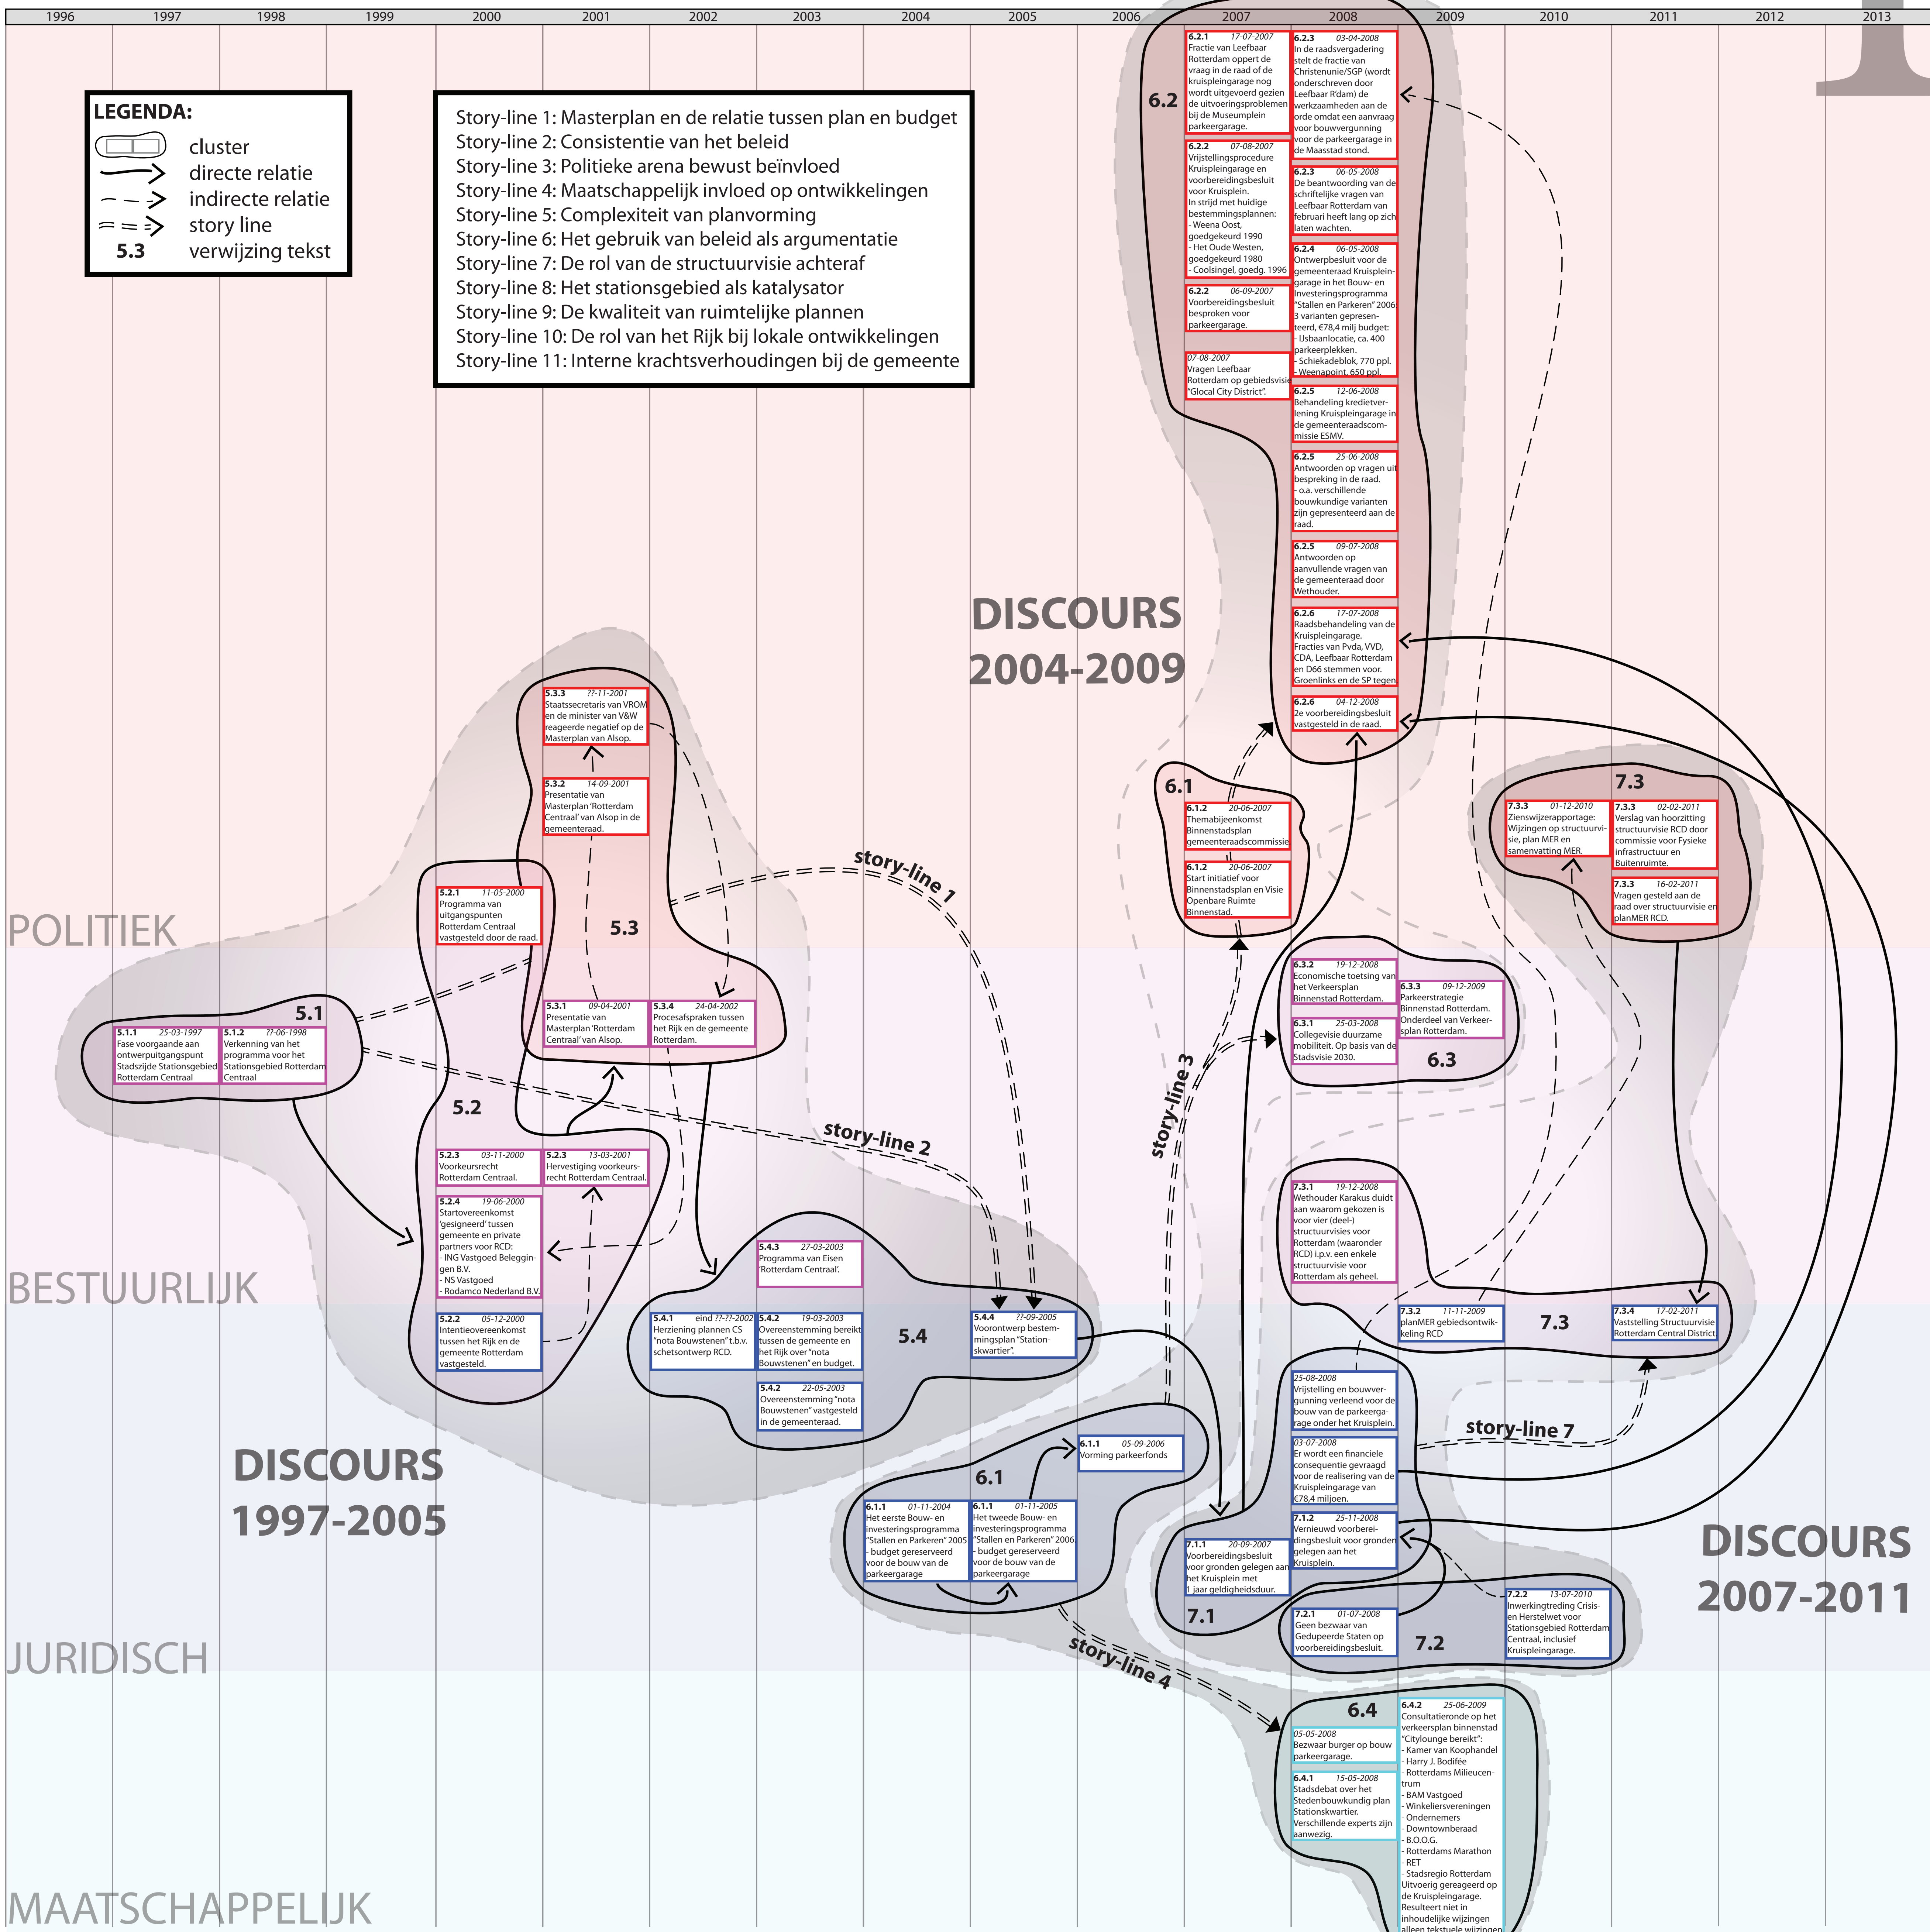 1996 1997 1998 1999 2000 2001 2002 2003 2004 2005 2006 2007 2008 2009 2010 2011 2012 2013
1
LEGENDA:
cluster
directe relatie
indirecte relatie
story line
5.3 verwijzing tekst
Story-line 1: Masterplan en de relatie tussen plan en budget
Story-line 2: Consistentie van het beleid
Story-line 3: Politieke arena bewust beïnvloed
Story-line 4: Maatschappelijk invloed op ontwikkelingen
Story-line 5: Complexiteit van planvorming
Story-line 6: Het gebruik van beleid als argumentatie
Story-line 7: De rol van de structuurvisie achteraf
Story-line 8: Het stationsgebied als katalysator
Story-line 9: De kwaliteit van ruimtelijke plannen
Story-line 10: De rol van het Rijk bij lokale ontwikkelingen
Story-line 11: Interne krachtsverhoudingen bij de gemeente
6.2
6.2.1 17-07-2007
Fractie van Leefbaar
Rotterdam oppert de
vraag in de raad of de
kruispleingarage nog
wordt uitgevoerd gezien
de uitvoeringsproblemen
bij de Museumplein
parkeergarage.
6.2.2 07-08-2007
Vrijstellingsprocedure
Kruispleingarage en
voorbereidingsbesluit
voor Kruisplein.
In strijd met huidige
bestemmingsplannen:
- Weena Oost,
goedgekeurd 1990
- Het Oude Westen,
goedgekeurd 1980
- Coolsingel, goedg. 1996
6.2.2 06-09-2007
Voorbereidingsbesluit
besproken voor
parkeergarage.
07-08-2007
Vragen Leefbaar
Rotterdam op gebiedsvisie
"Glocal City District".
6.2.3 03-04-2008
In de raadsvergadering
stelt de fractie van
Christenunie/SGP (wordt
onderschreven door
Leefbaar R'dam) de
werkzaamheden aan de
orde omdat een aanvraag
voor bouwvergunning
voor de parkeergarage in
de Maasstad stond.
6.2.3 06-05-2008
De beantwoording van de
schriftelijke vragen van
Leefbaar Rotterdam van
februari heeft lang op zich
laten wachten.
6.2.4 06-05-2008
Ontwerpbesluit voor de
gemeenteraad Kruisplein-
garage in het Bouw- en
Investeringsprogramma
"Stallen en Parkeren" 2006:
3 varianten gepresen-
teerd, €78,4 milj budget:
- IJsbaanlocatie, ca. 400
parkeerplekken.
- Schiekadeblok, 770 ppl.
- Weenapoint, 650 ppl.
6.2.5 12-06-2008
Behandeling kredietver-
lening Kruispleingarage in
de gemeenteraadscom-
missie ESMV.
6.2.5 25-06-2008
Antwoorden op vragen uit
bespreking in de raad.
- o.a. verschillende
bouwkundige varianten
zijn gepresenteerd aan de
raad.
6.2.5 09-07-2008
Antwoorden op
aanvullende vragen van
de gemeenteraad door
Wethouder.
6.2.6 17-07-2008
Raadsbehandeling van de
Kruispleingarage.
Fracties van Pvda, VVD,
CDA, Leefbaar Rotterdam
en D66 stemmen voor.
Groenlinks en de SP tegen
6.2.6 04-12-2008
2e voorbereidingsbesluit
vastgesteld in de raad.
DISCOURS
2004-2009
5.3.3 ??-11-2001
Staatssecretaris van VROM
en de minister van V&W
reageerde negatief op de
Masterplan van Alsop.
5.3.2 14-09-2001
Presentatie van
Masterplan 'Rotterdam
Centraal' van Alsop in de
gemeenteraad.
5.2.1 11-05-2000
Programma van
uitgangspunten
Rotterdam Centraal
vastgesteld door de raad.
5.3
story-line 1
6.1
6.1.2 20-06-2007
Themabijeenkomst
Binnenstadsplan
gemeenteraadscommissie
6.1.2 20-06-2007
Start initiatief voor
Binnenstadsplan en Visie
Openbare Ruimte
Binnenstad.
7.3
7.3.3 01-12-2010
Zienswijzerapportage:
Wijzingen op structuurvi-
sie, plan MER en
samenvatting MER.
7.3.3 02-02-2011
Verslag van hoorzitting
structuurvisie RCD door
commissie voor Fysieke
infrastructuur en
Buitenruimte.
7.3.3 16-02-2011
Vragen gesteld aan de
raad over structuurvisie en
planMER RCD.
POLITIEK
5.1
5.1.1 25-03-1997
Fase voorgaande aan
ontwerpuitgangspunt
Stadszijde Stationsgebied
Rotterdam Centraal
5.1.2 ??-06-1998
Verkenning van het
programma voor het
Stationsgebied Rotterdam
Centraal
5.3.1 09-04-2001
Presentatie van
Masterplan 'Rotterdam
Centraal' van Alsop.
5.3.4 24-04-2002
Procesafspraken tussen
het Rijk en de gemeente
Rotterdam.
6.3.2 19-12-2008
Economische toetsing van
het Verkeersplan
Binnenstad Rotterdam.
6.3.1 25-03-2008
Collegevisie duurzame
mobiliteit. Op basis van de
Stadsvisie 2030.
6.3.3 09-12-2009
Parkeerstrategie
Binnenstad Rotterdam.
Onderdeel van Verkeer-
splan Rotterdam.
6.3
5.2
story-line 2
story-line 3
5.2.3 03-11-2000
Voorkeursrecht
Rotterdam Centraal.
5.2.3 13-03-2001
Hervestiging voorkeurs-
recht Rotterdam Centraal.
5.2.4 19-06-2000
Startovereenkomst
'gesigneerd' tussen
gemeente en private
partners voor RCD:
- ING Vastgoed Beleggin-
gen B.V.
- NS Vastgoed
- Rodamco Nederland B.V.
5.4.3 27-03-2003
Programma van Eisen
'Rotterdam Centraal'.
7.3.1 19-12-2008
Wethouder Karakus duidt
aan waarom gekozen is
voor vier (deel-)
structuurvisies voor
Rotterdam (waaronder
RCD) i.p.v. een enkele
structuurvisie voor
Rotterdam als geheel.
BESTUURLIJK
5.2.2 05-12-2000
Intentieovereenkomst
tussen het Rijk en de
gemeente Rotterdam
vastgesteld.
5.4.1 eind ??-??-2002
Herziening plannen CS
"nota Bouwstenen" t.b.v.
schetsontwerp RCD.
5.4.2 19-03-2003
Overeenstemming bereikt
tussen de gemeente en
het Rijk over "nota
Bouwstenen" en budget.
5.4.2 22-05-2003
Overeenstemming "nota
Bouwstenen" vastgesteld
in de gemeenteraad.
5.4
5.4.4 ??-09-2005
Voorontwerp bestem-
mingsplan "Station-
skwartier".
7.3.2 11-11-2009
planMER gebiedsontwik-
keling RCD
7.3
7.3.4 17-02-2011
Vaststelling Structuurvisie
Rotterdam Central District.
25-08-2008
Vrijstelling en bouwver-
gunning verleend voor de
bouw van de parkeerga-
rage onder het Kruisplein.
03-07-2008
Er wordt een financiele
consequentie gevraagd
voor de realisering van de
Kruispleingarage van
€78,4 miljoen.
7.1.2 25-11-2008
Vernieuwd voorberei-
dingsbesluit voor gronden
gelegen aan het
Kruisplein.
story-line 7
DISCOURS
1997-2005
6.1
6.1.1 05-09-2006
Vorming parkeerfonds
6.1.1 01-11-2004
Het eerste Bouw- en
investeringsprogramma
"Stallen en Parkeren" 2005
- budget gereserveerd
voor de bouw van de
parkeergarage
6.1.1 01-11-2005
Het tweede Bouw- en
investeringsprogramma
"Stallen en Parkeren" 2006
- budget gereserveerd
voor de bouw van de
parkeergarage
7.1.1 20-09-2007
Voorbereidingsbesluit
voor gronden gelegen aan
het Kruisplein met
1 jaar geldigheidsduur.
7.1
7.2.1 01-07-2008
Geen bezwaar van
Gedupeerde Staten op
voorbereidingsbesluit.
7.2
7.2.2 13-07-2010
Inwerkingtreding Crisis-
en Herstelwet voor
Stationsgebied Rotterdam
Centraal, inclusief
Kruispleingarage.
DISCOURS
2007-2011
JURIDISCH
story-line 4
6.4
05-05-2008
Bezwaar burger op bouw
parkeergarage.
6.4.1 15-05-2008
Stadsdebat over het
Stedenbouwkundig plan
Stationskwartier.
Verschillende experts zijn
aanwezig.
6.4.2 25-06-2009
Consultatieronde op het
verkeersplan binnenstad
"Citylounge bereikt":
- Kamer van Koophandel
- Harry J. Bodifée
- Rotterdams Milieucen-
trum
- BAM Vastgoed
- Winkeliersvereningen
- Ondernemers
- Downtownberaad
- B.O.O.G.
- Rotterdams Marathon
- RET
- Stadsregio Rotterdam
Uitvoerig gereageerd op
de Kruispleingarage.
Resulteert niet in
inhoudelijke wijzingen
alleen tekstuele wijzingen
MAATSCHAPPELIJK